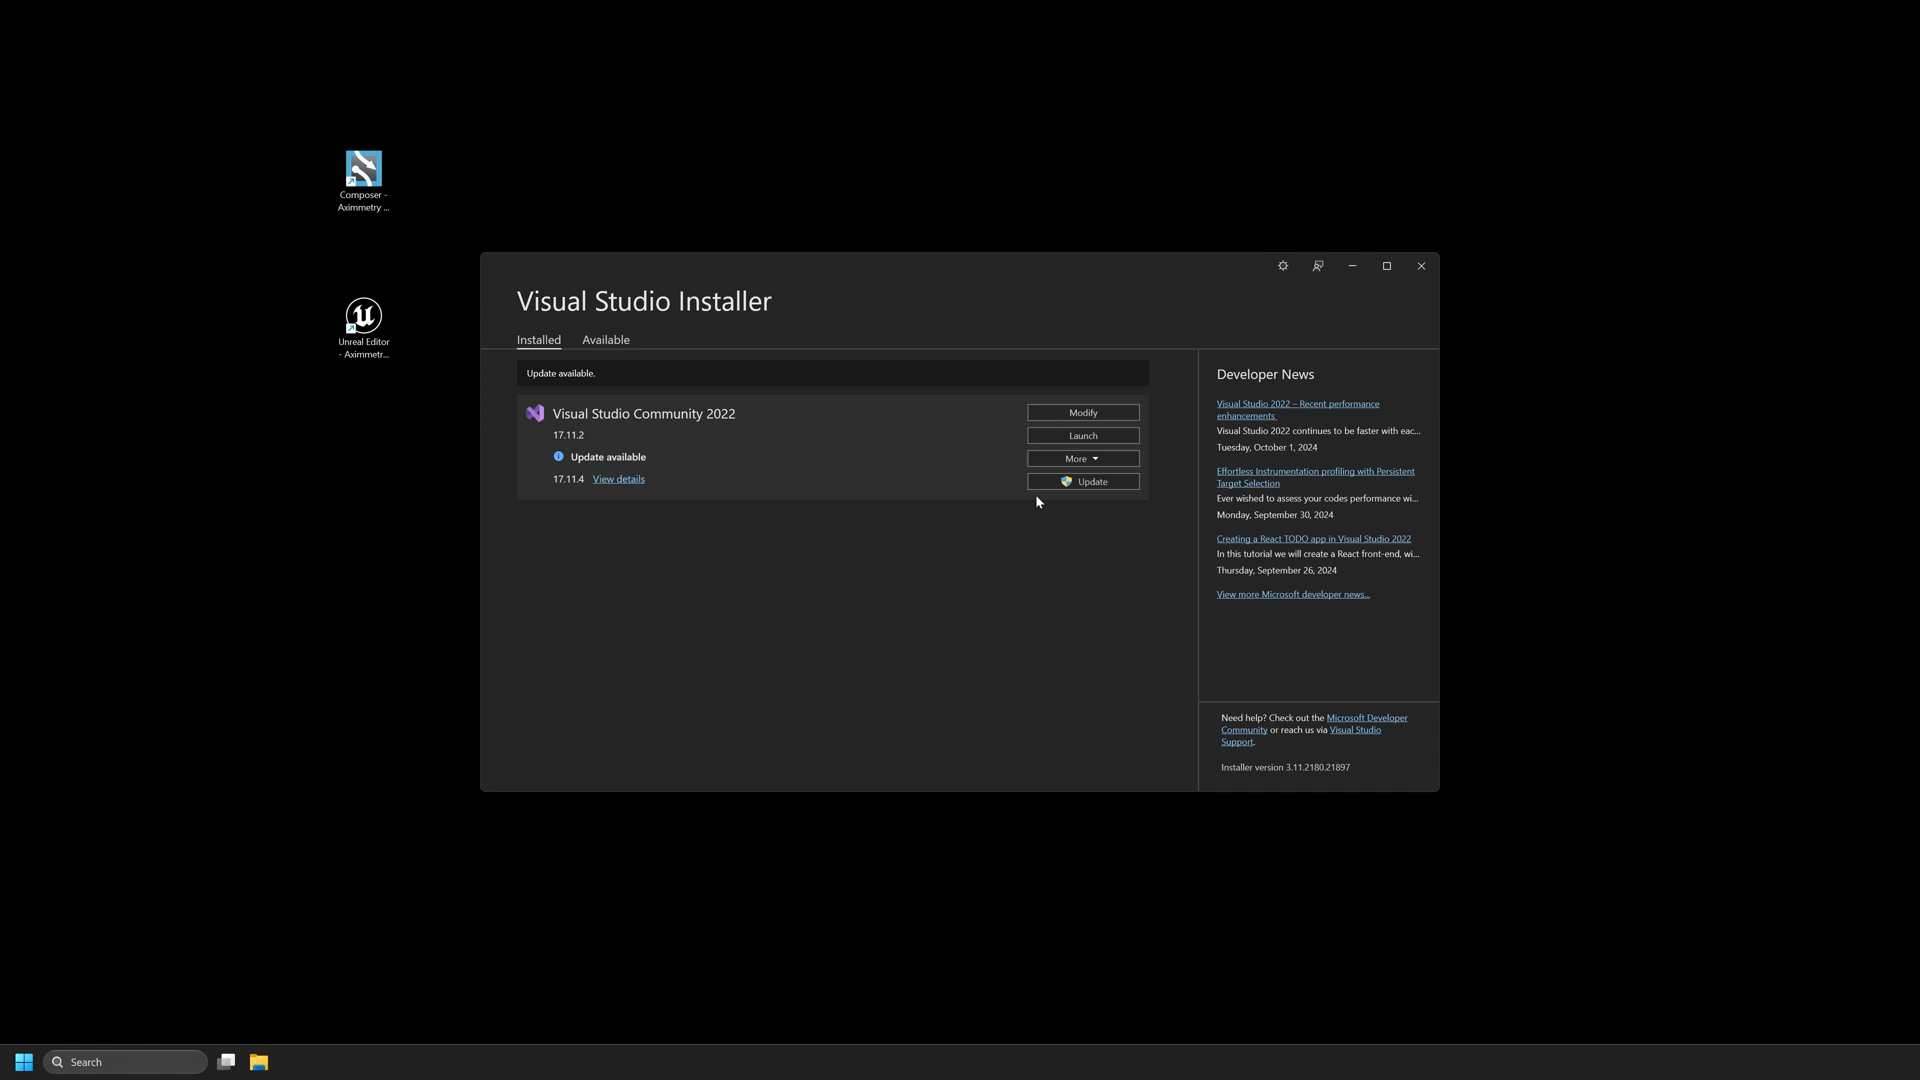 Composer -
Aximmetry ...
Unreal Editor
- Aximmetr...
Visual Studio Installer
Installed
Available
Update available.
Visual Studio Community 2022
17.11.2
Update available
17.11.4 View details
Modify
Launch
More
Update
Developer News
Visual Studio 2022 – Recent performance
enhancements
Visual Studio 2022 continues to be faster with eac...
Tuesday, October 1, 2024
Effortless Instrumentation profiling with Persistent
Target Selection
Ever wished to assess your codes performance wi...
Monday, September 30, 2024
Creating a React TODO app in Visual Studio 2022
In this tutorial we will create a React front-end, wi...
Thursday, September 26, 2024
View more Microsoft developer news...
Need help? Check out the Microsoft Developer
Community or reach us via Visual Studio
Support.
Installer version 3.11.2180.21897
Search